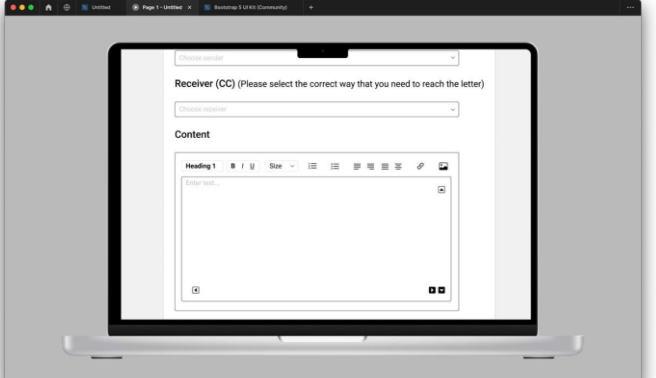 Untitled
Page 1 - Untitled
Bootstrap 5 UI Kit (Community)
Choose sender
Receiver (CC) (Please select the correct way that you need to reach the letter)
Choose receiver
Content
Heading 1 B I U Size
Enter text...